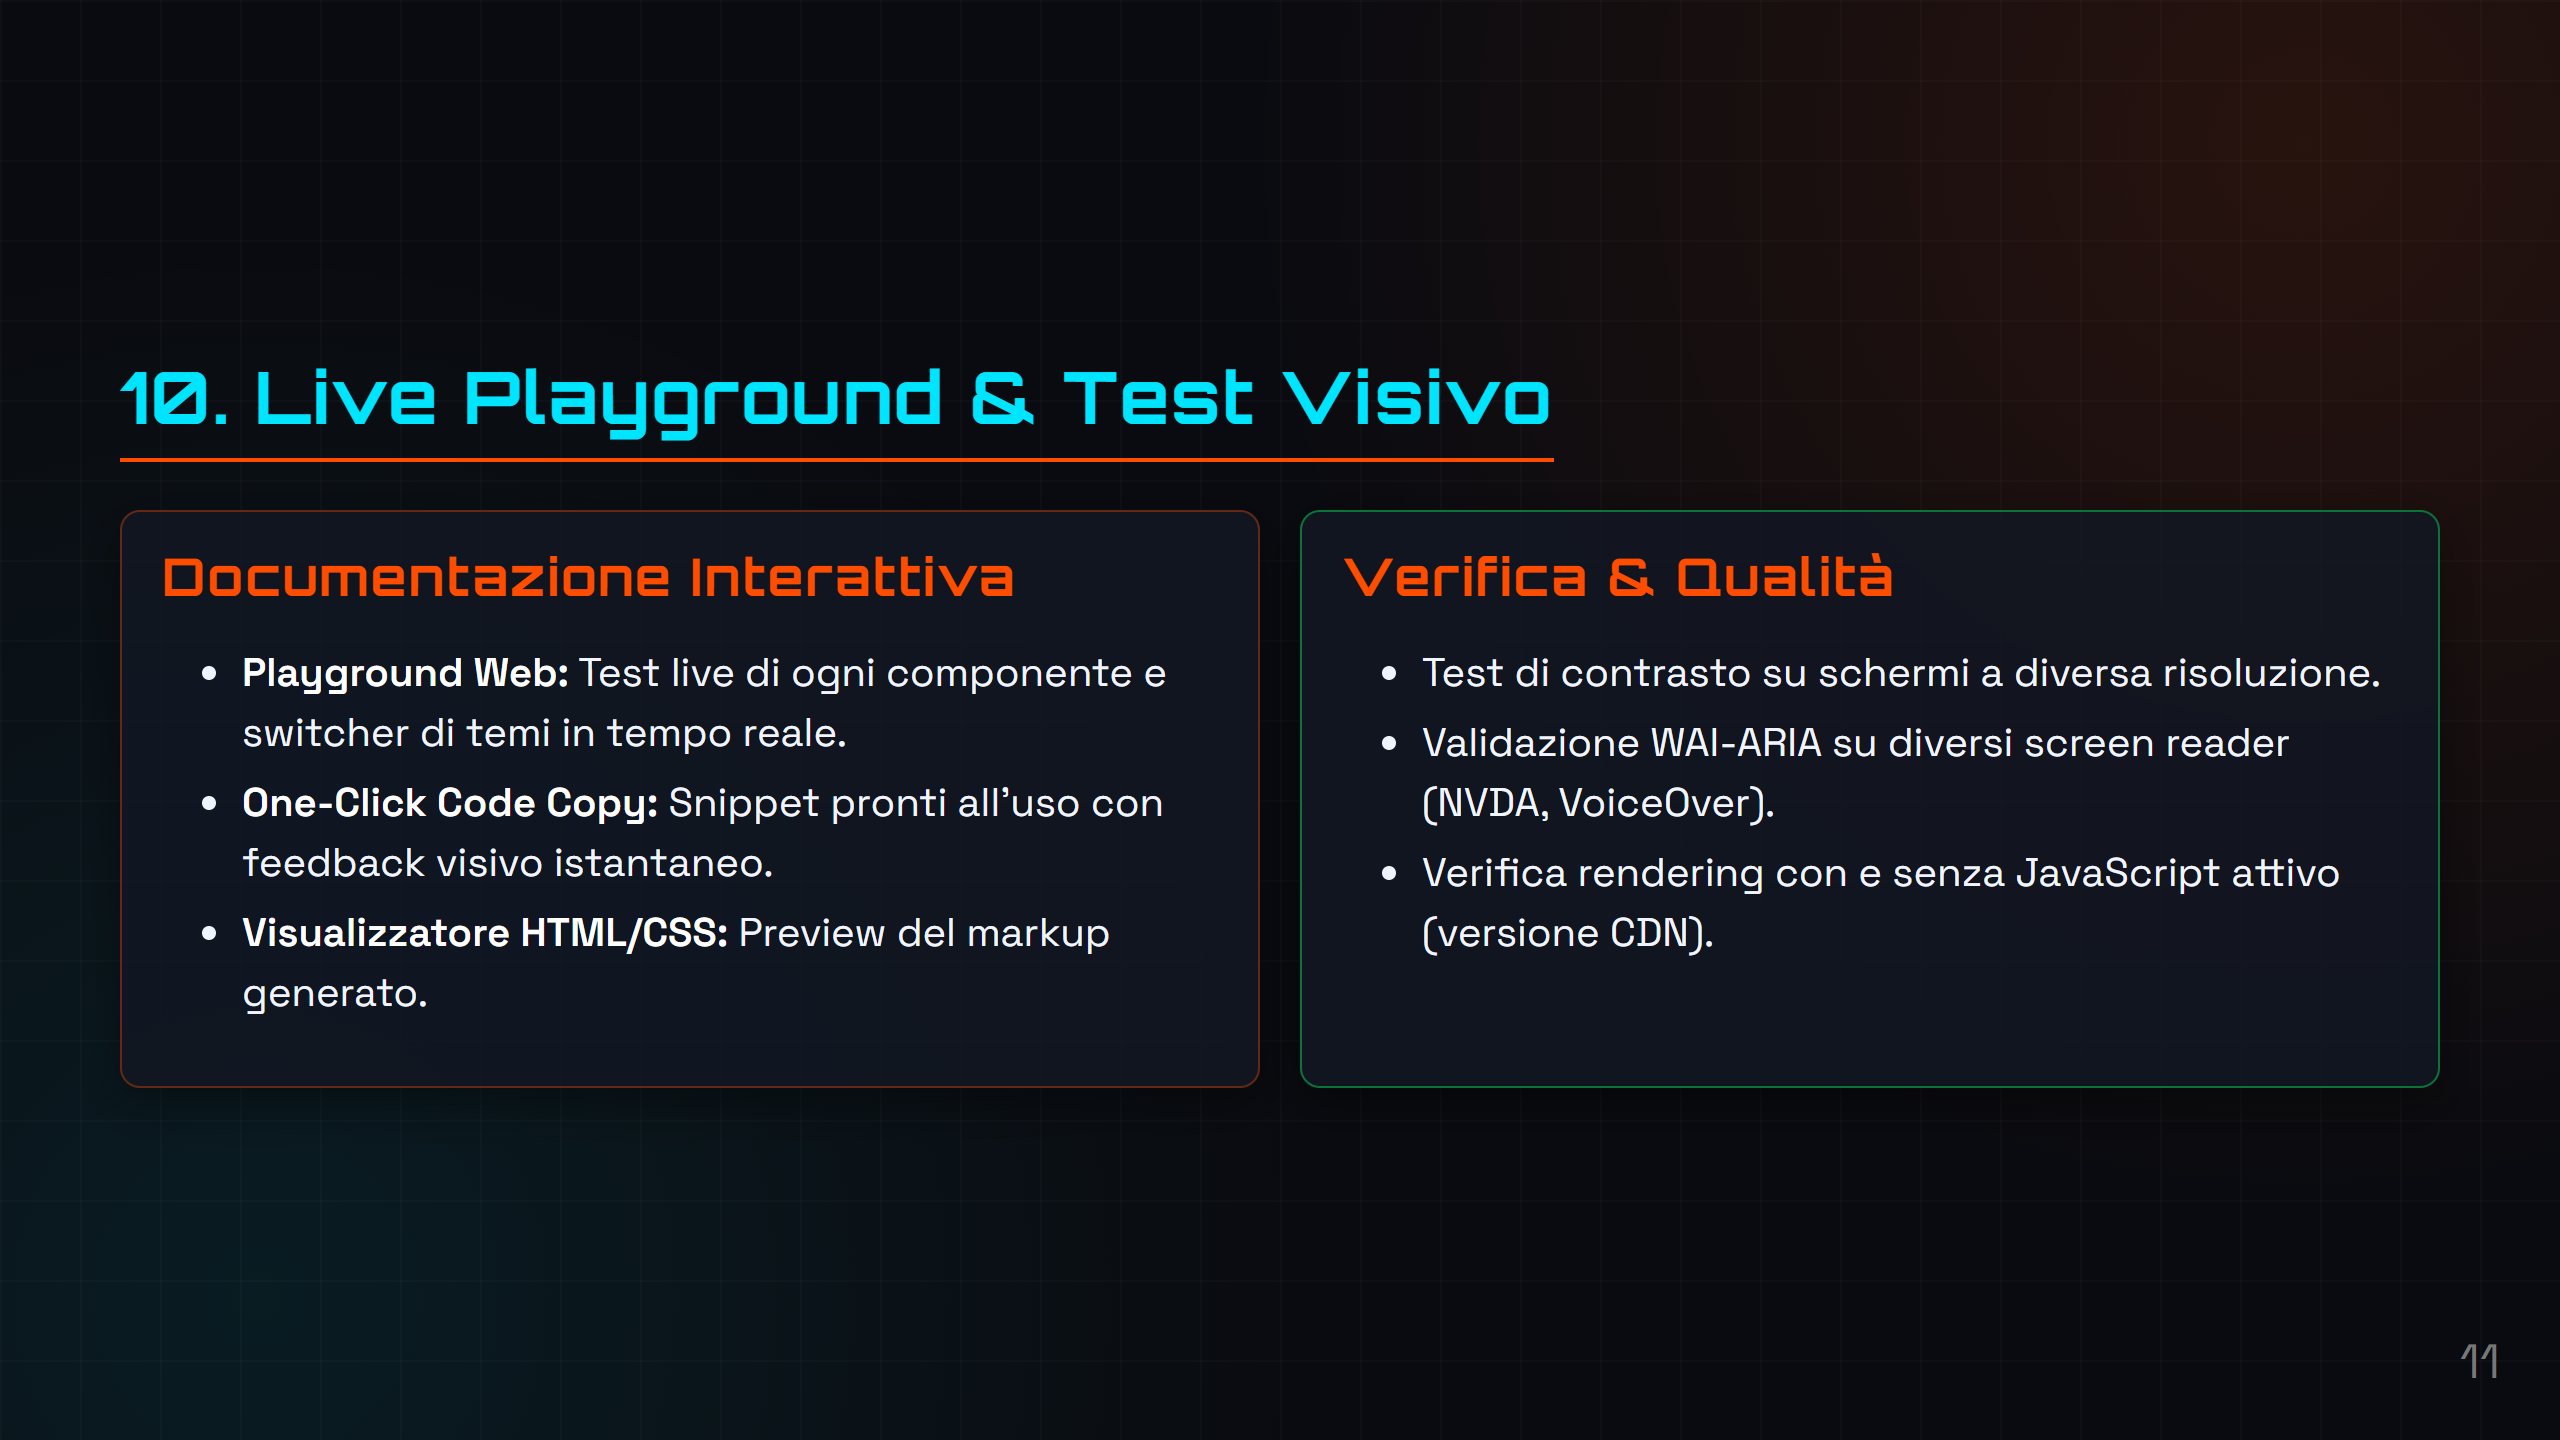 10. Live Playground & Test Visivo
Documentazione Interattiva
• Playground Web: Test live di ogni componente e
switcher di temi in tempo reale.
• One-Click Code Copy: Snippet pronti all'uso con
feedback visivo istantaneo.
• Visualizzatore HTML/CSS: Preview del markup
generato.
Verifica & Qualità
• Test di contrasto su schermi a diversa risoluzione.
• Validazione WAI-ARIA su diversi screen reader
(NVDA, VoiceOver).
• Verifica rendering con e senza JavaScript attivo
(versione CDN).
11